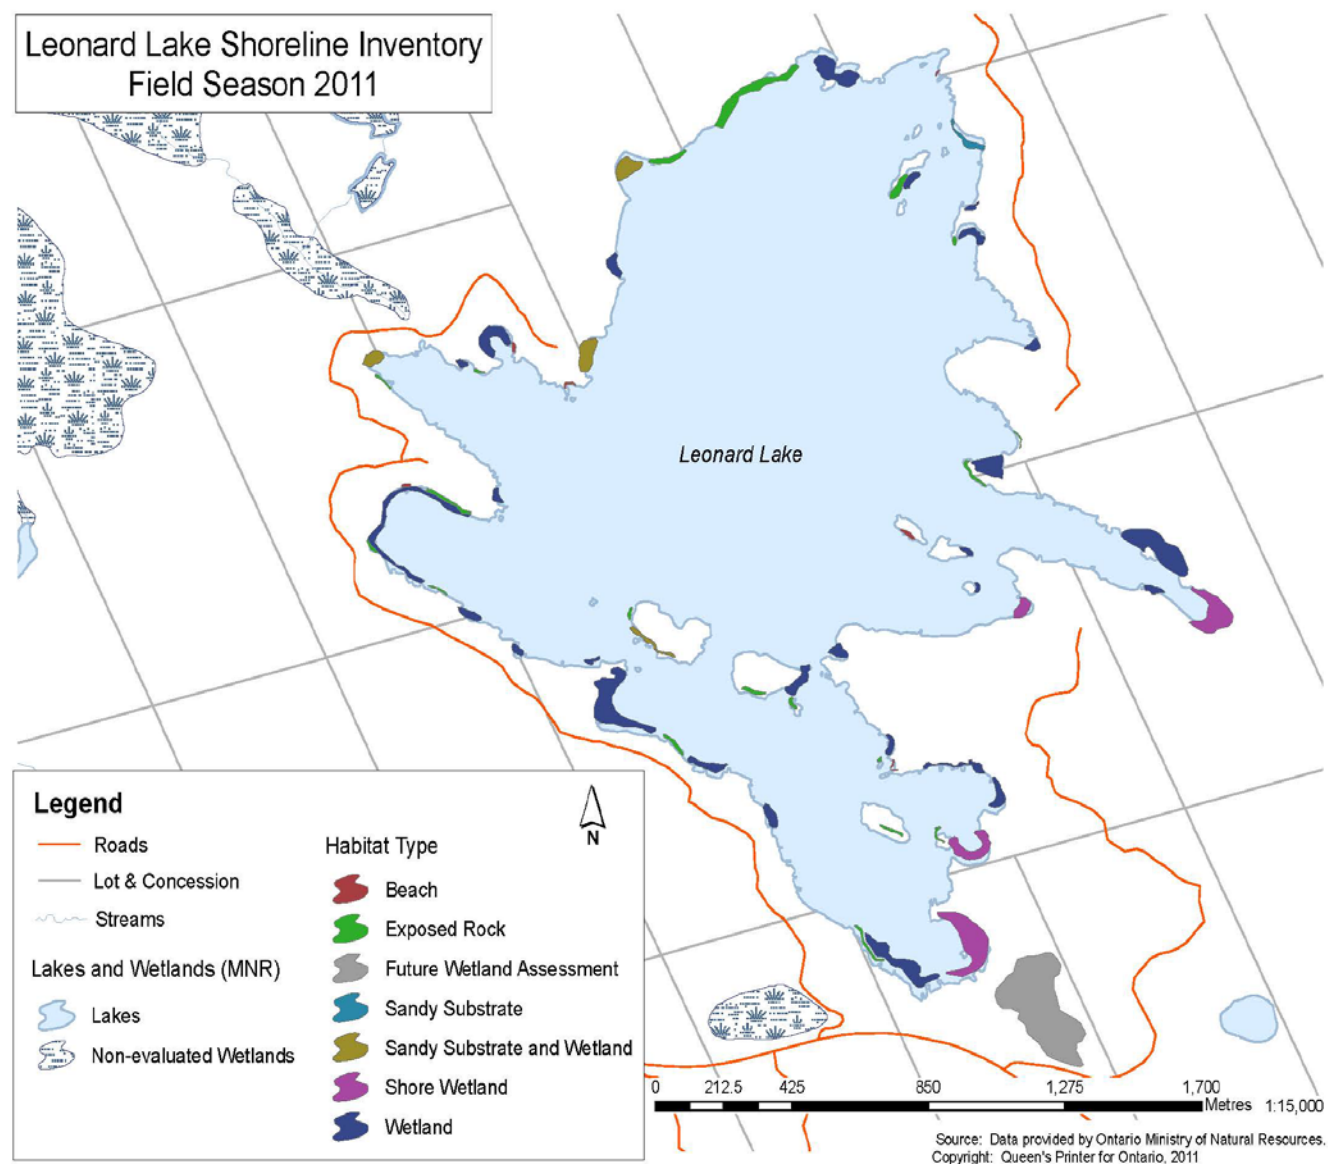 Leonard Lake Shoreline Inventory
Field Season 2011
Leonard Lake
Legend
Roads
Lot & Concession
Streams
Lakes and Wetlands (MNR)
Lakes
Non-evaluated Wetlands
N
Habitat Type
Beach
Exposed Rock
Future Wetland Assessment
Sandy Substrate
Sandy Substrate and Wetland
Shore Wetland
Wetland
0 212.5 425 850 1,275 1,700
Metres 1:15,000
Source: Data provided by Ontario Ministry of Natural Resources.
Copyright: Queen's Printer for Ontario, 2011